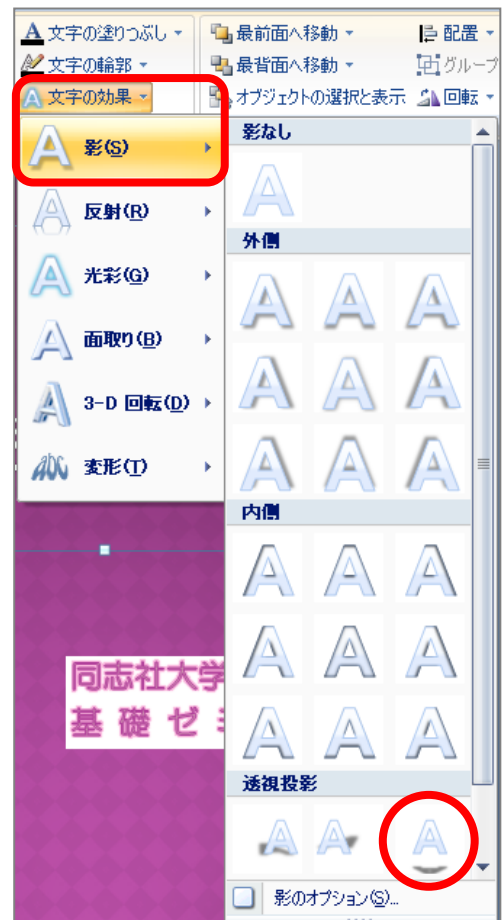 A 文字の塗りつぶし
最前面へ移動
配置
文字の輪郭
最背面へ移動
グループ
A 文字の効果
オブジェクトの選択と表示
回転
A 影(S)
影なし
A 反射(R)
外側
A 光彩(G)
A 面取り(B)
A 3-D 回転(D)
abc 変形(T)
内側
同志社大学
基 礎 ゼ
透視投影
影のオプション(S)...